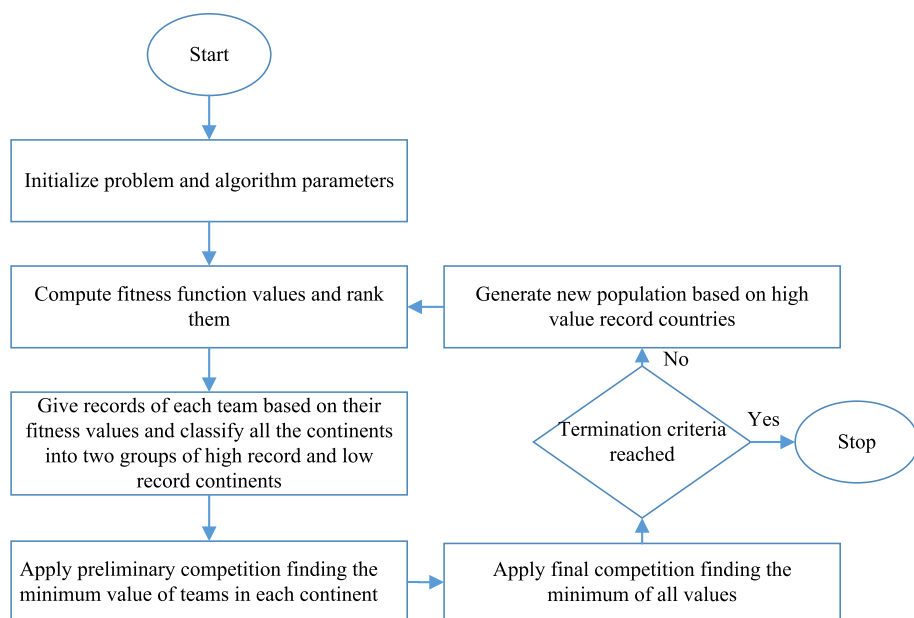 Start
Initialize problem and algorithm parameters
Compute fitness function values and rank
them
Give records of each team based on their
fitness values and classify all the continents
into two groups of high record and low
record continents
Apply preliminary competition finding the
minimum value of teams in each continent
Apply final competition finding the
minimum of all values
Termination criteria
reached
No
Yes
Generate new population based on high
value record countries
Stop